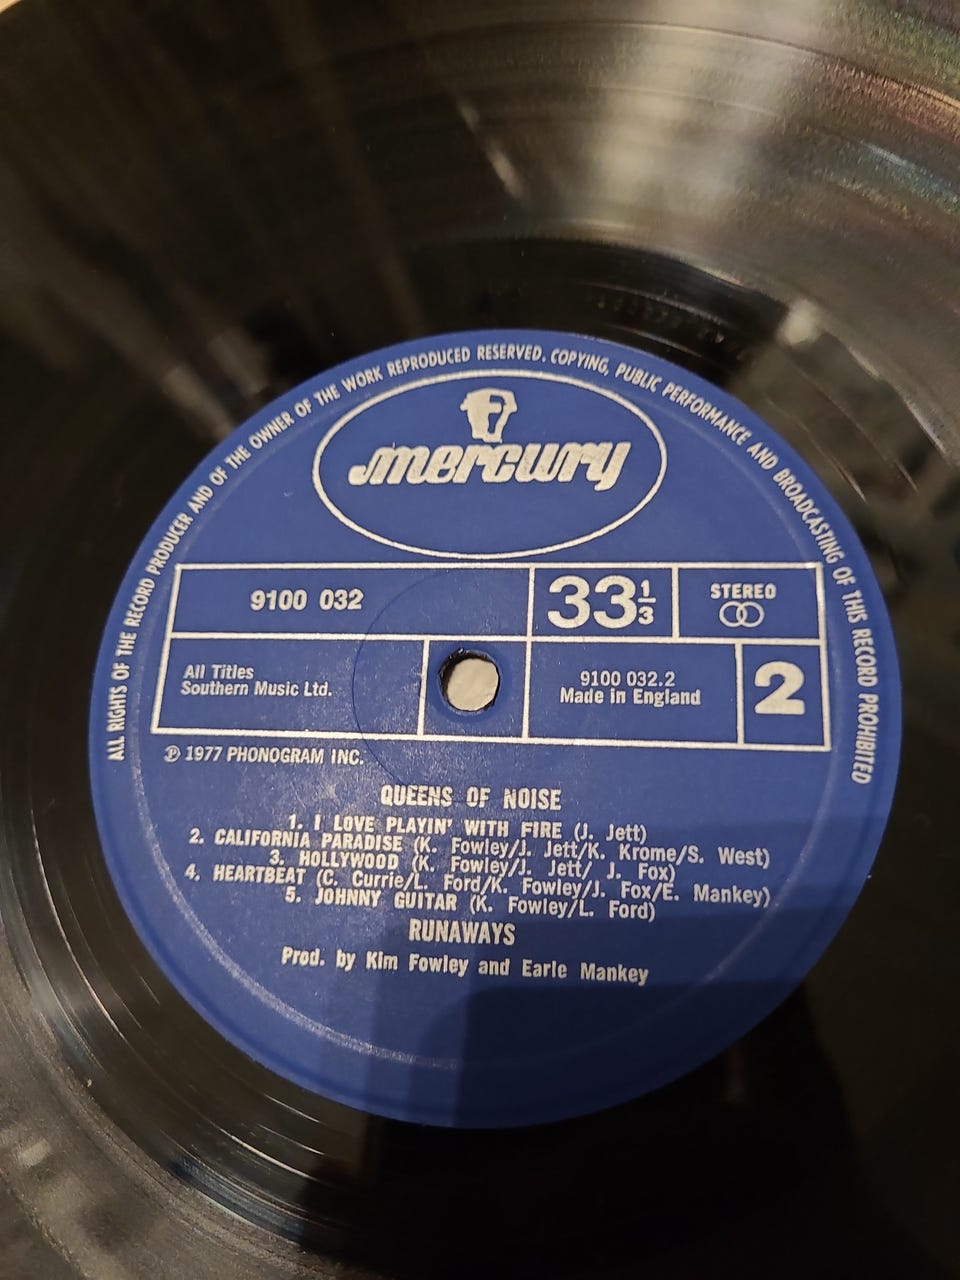 ALL RIGHTS OF THE RECORD PRODUCER AND OF THE OWNER OF THE WORK REPRODUCED RESERVED. COPYING, PUBLIC PERFORMANCE AND BROADCASTING OF THIS RECORD PROHIBITED
mercury
9100 032
33 1/3
STEREO
All Titles
Southern Music Ltd.
9100 032.2
Made in England
2
℗ 1977 PHONOGRAM INC.
QUEENS OF NOISE
1. I LOVE PLAYIN' WITH FIRE (J. Jett)
2. CALIFORNIA PARADISE (K. Fowley/J. Jett/K. Krome/S. West)
3. HOLLYWOOD (K. Fowley/J. Jett/ J. Fox)
4. HEARTBEAT (C. Currie/L. Ford/K. Fowley/J. Fox/E. Mankey)
5. JOHNNY GUITAR (K. Fowley/L. Ford)
RUNAWAYS
Prod. by Kim Fowley and Earle Mankey